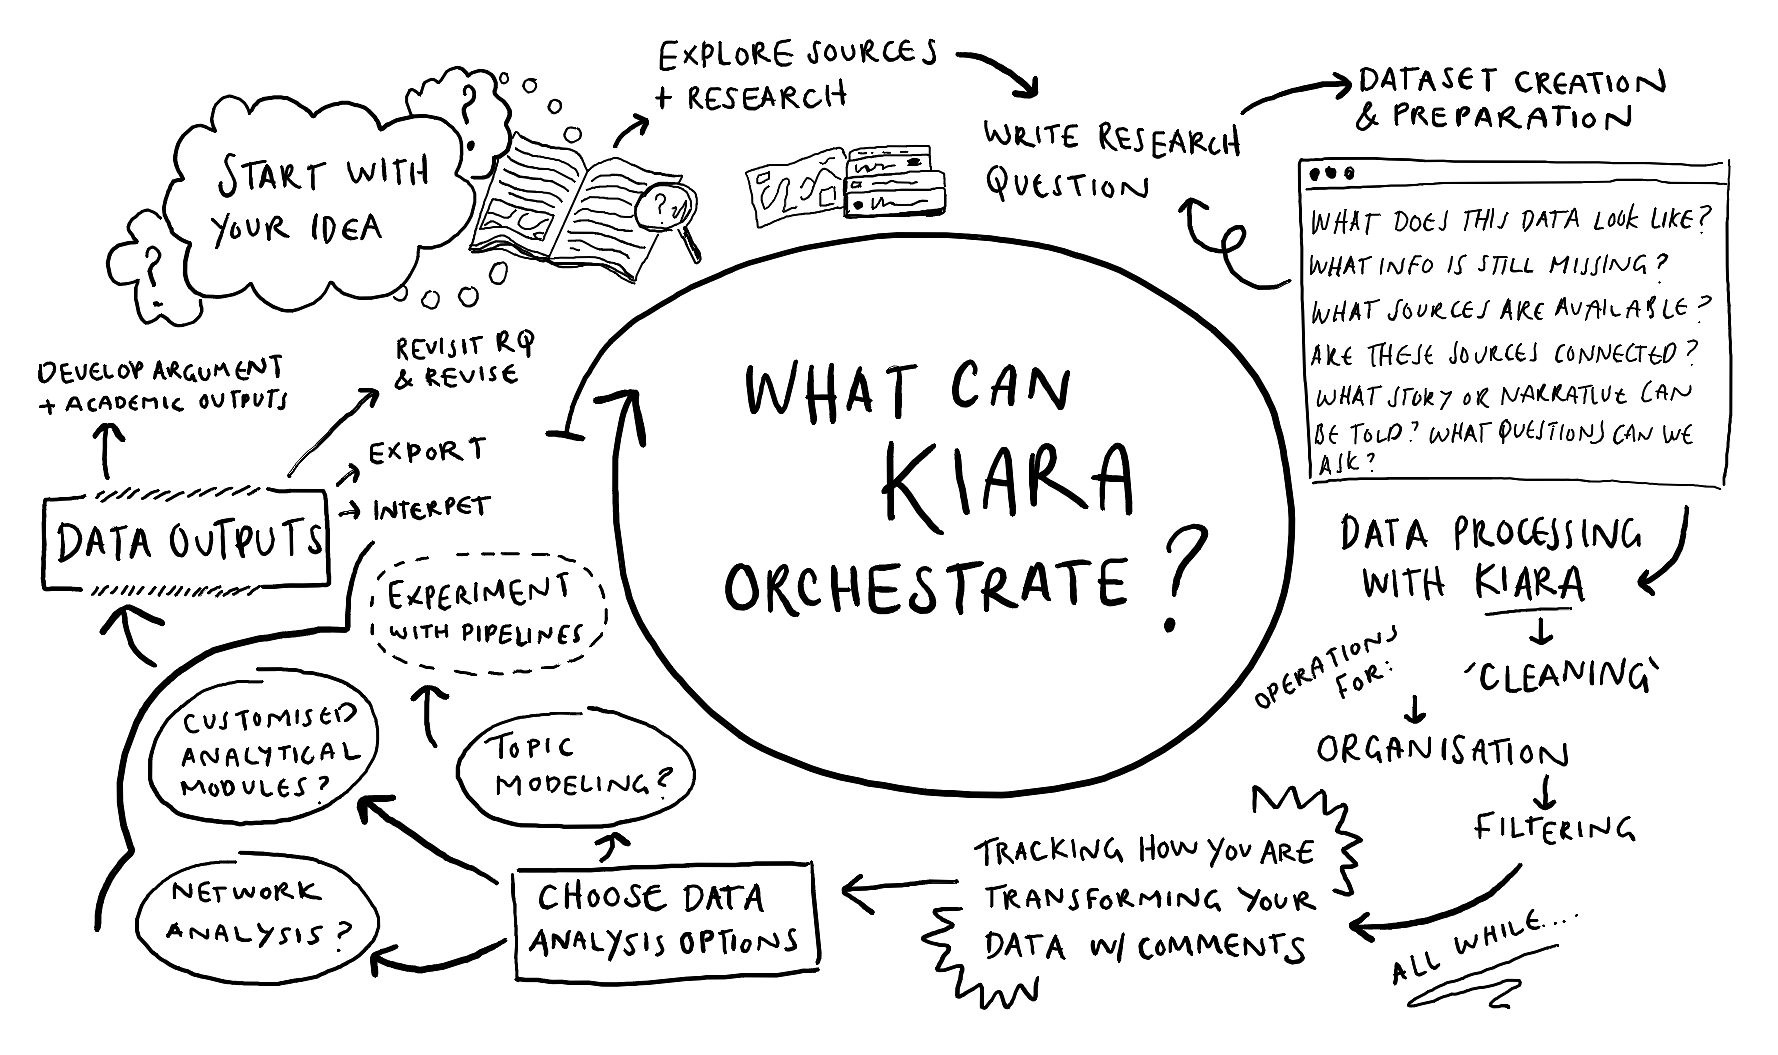 START WITH
YOUR IDEA
?
?
?
EXPLORE SOURCES
+ RESEARCH
WRITE RESEARCH
QUESTION
DATASET CREATION
& PREPARATION
WHAT DOES THIS DATA LOOK LIKE?
WHAT INFO IS STILL MISSING?
WHAT SOURCES ARE AVAILABLE?
ARE THESE SOURCES CONNECTED?
WHAT STORY OR NARRATIVE CAN
BE TOLD? WHAT QUESTIONS CAN WE
ASK?
DATA PROCESSING
WITH KIARA
OPERATIONS
FOR:
'CLEANING'
ORGANISATION
FILTERING
ALL WHILE....
TRACKING HOW YOU ARE
TRANSFORMING YOUR
DATA W/ COMMENTS
CHOOSE DATA
ANALYSIS OPTIONS
TOPIC
MODELING?
CUSTOMISED
ANALYTICAL
MODULES?
NETWORK
ANALYSIS?
EXPERIMENT
WITH PIPELINES
DATA OUTPUTS
EXPORT
INTERPET
REVISIT RQ
& REVISE
DEVELOP ARGUMENT
+ ACADEMIC OUTPUTS
WHAT CAN
KIARA
ORCHESTRATE?